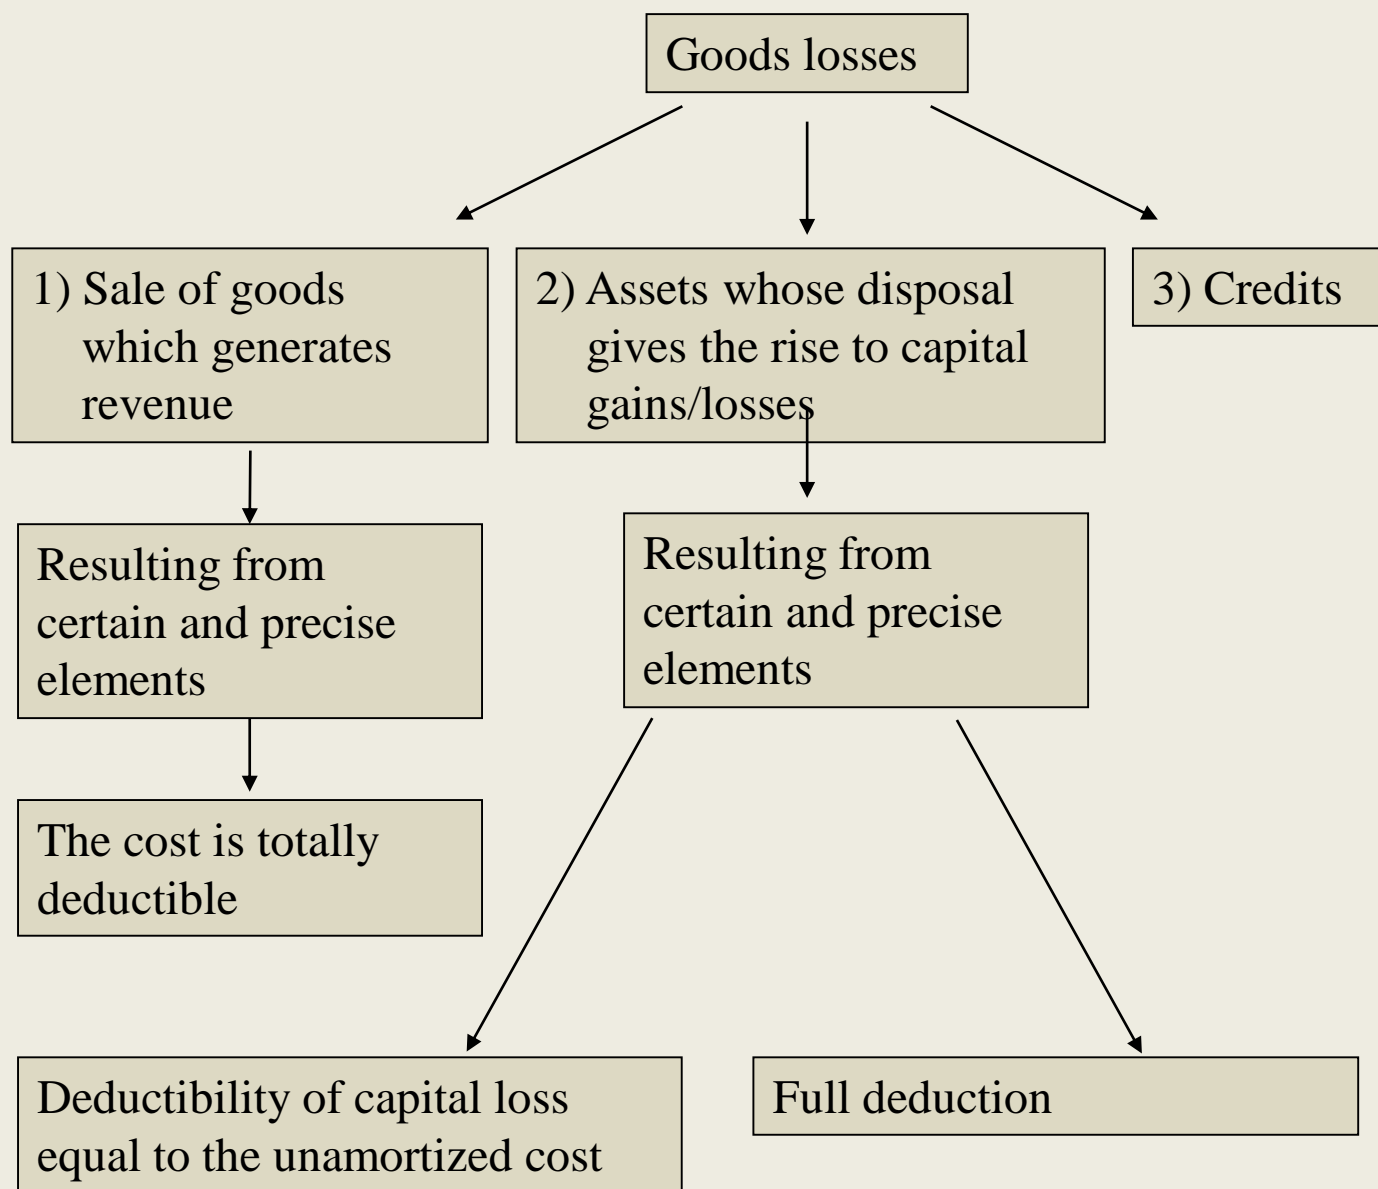 Goods losses
1) Sale of goods
which generates
revenue
2) Assets whose disposal
gives the rise to capital
gains/losses
3) Credits
Resulting from
certain and precise
elements
Resulting from
certain and precise
elements
The cost is totally
deductible
Deductibility of capital loss
equal to the unamortized cost
Full deduction